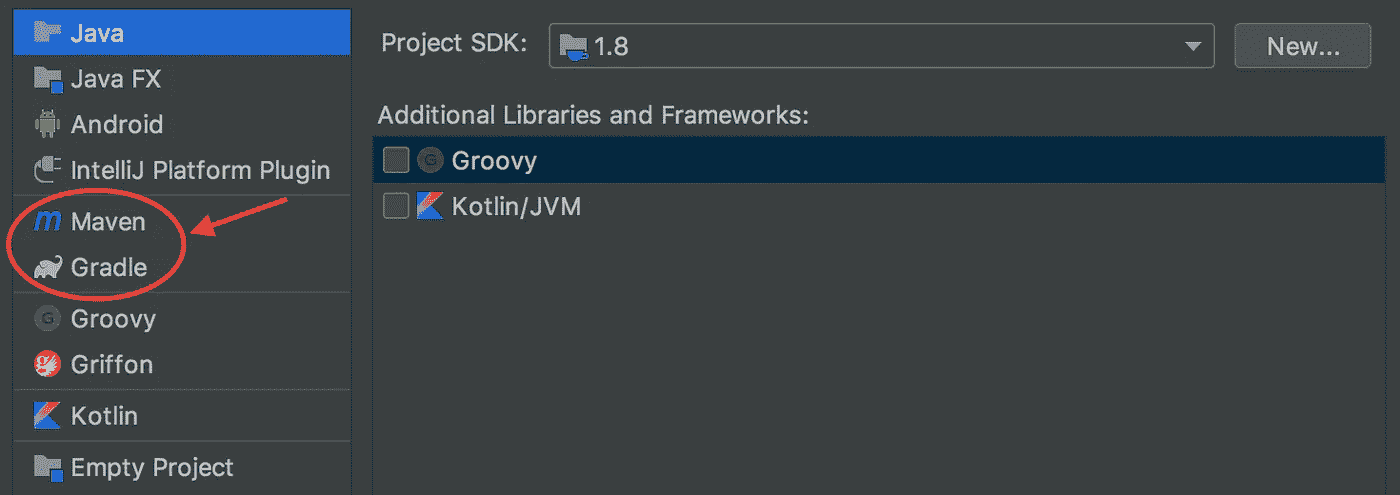 Java
Java FX
Android
IntelliJ Platform Plugin
Maven
Gradle
Groovy
Griffon
Kotlin
Empty Project
Project SDK: 1.8 New...
Additional Libraries and Frameworks:
Groovy
Kotlin/JVM